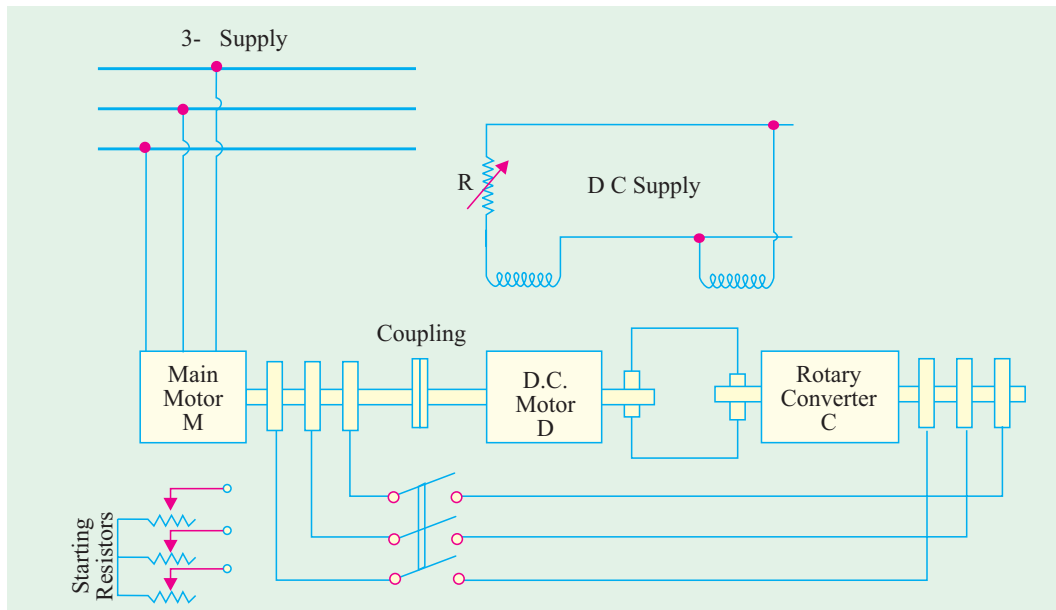 3- Supply
R
D C Supply
Coupling
Main
Motor
M
D.C.
Motor
D
Rotary
Converter
C
Starting
Resistors